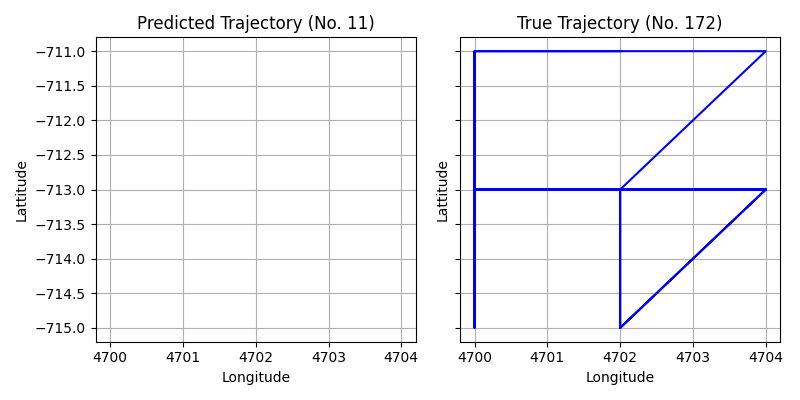 Predicted Trajectory (No. 11)
True Trajectory (No. 172)
Lattitude
−711.0
−711.5
−712.0
−712.5
−713.0
−713.5
−714.0
−714.5
−715.0
4700 4701 4702 4703 4704
Longitude
Lattitude
4700 4701 4702 4703 4704
Longitude